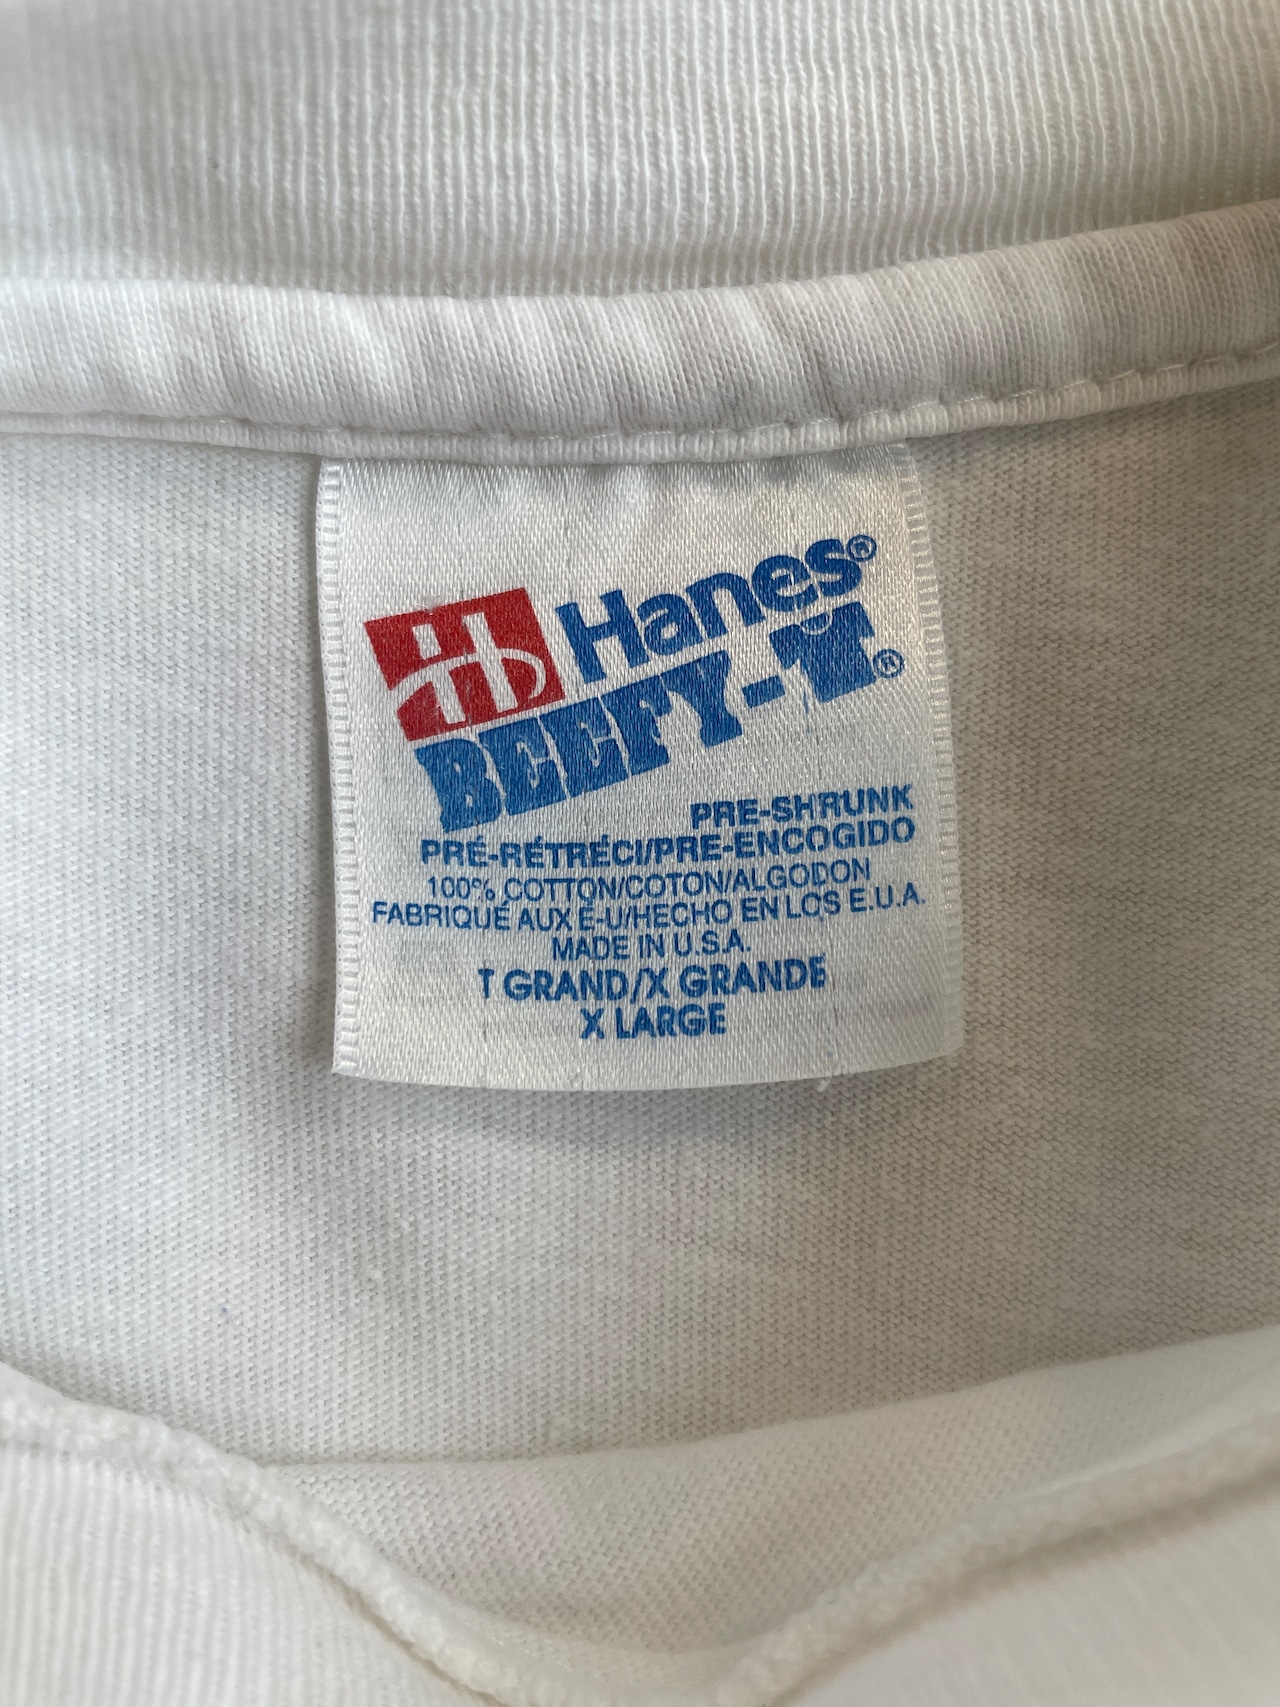 Hanes®
BEEFY-T®
PRE-SHRUNK
PRÉ-RÉTRÉCI/PRE-ENCOGIDO
100% COTTON/COTON/ALGODON
FABRIQUÉ AUX É-U/HECHO EN LOS E.U.A.
MADE IN U.S.A.
T GRAND/X GRANDE
X LARGE